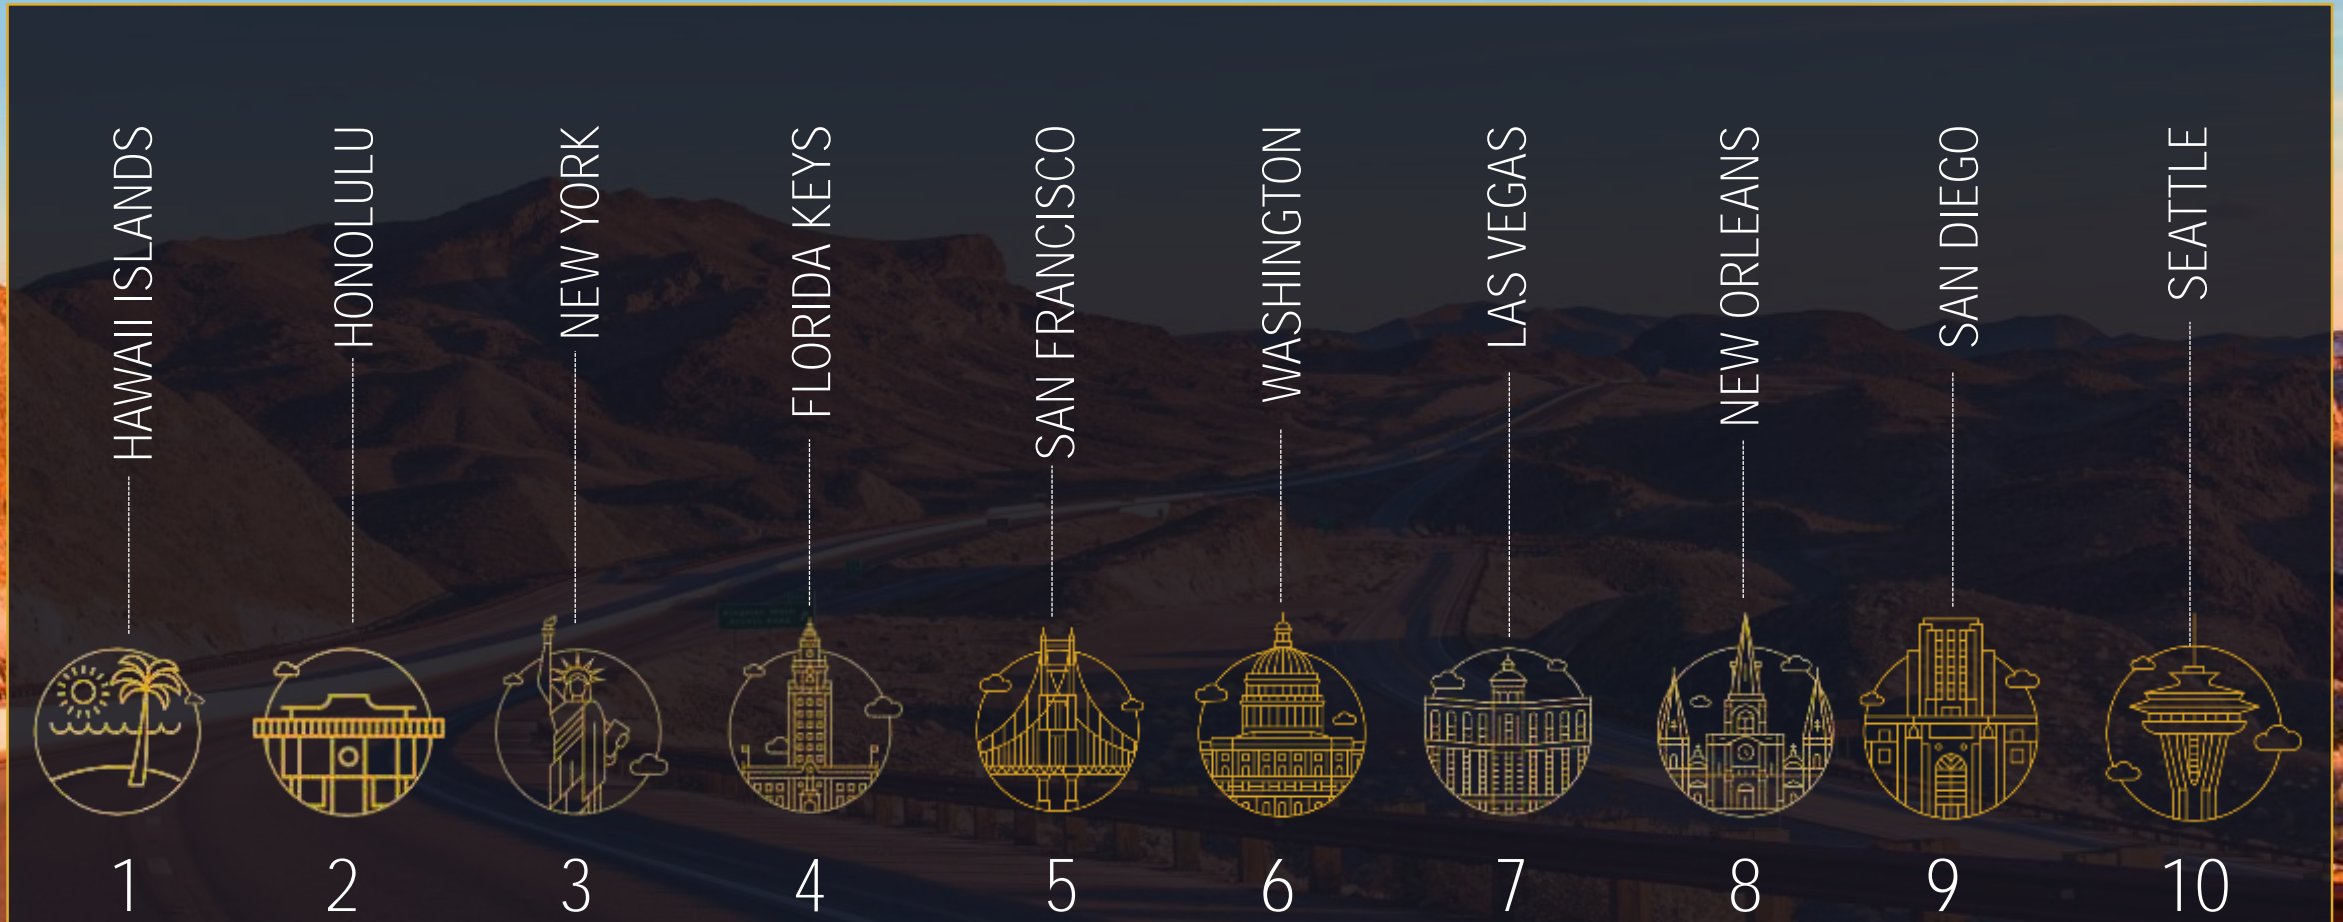 HAWAII ISLANDS
HONOLULU
NEW YORK
FLORIDA KEYS
SAN FRANCISCO
WASHINGTON
LAS VEGAS
NEW ORLEANS
SAN DIEGO
SEATTLE
1
2
3
4
5
6
7
8
9
10